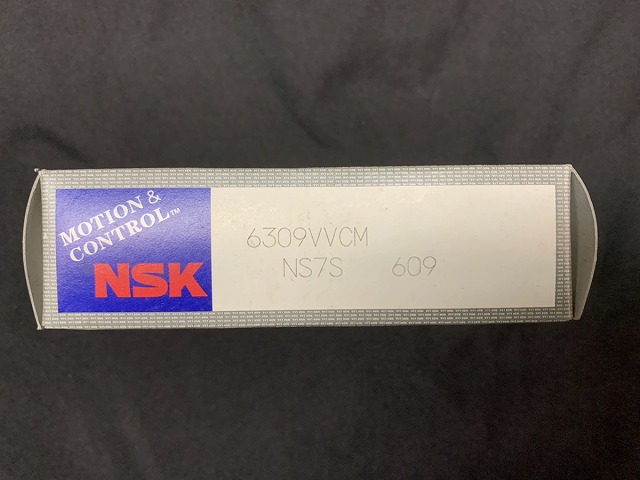 MOTION &
CONTROL™
NSK
6309VVCM
NS7S 609